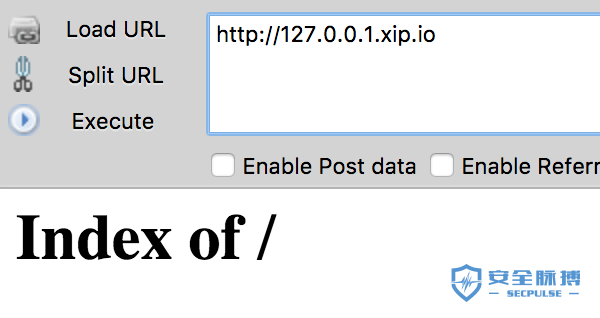 Load URL
http://127.0.0.1.xip.io
Split URL
Execute
Enable Post data
Enable Referr
Index of /
安全脉搏
SECPULSE